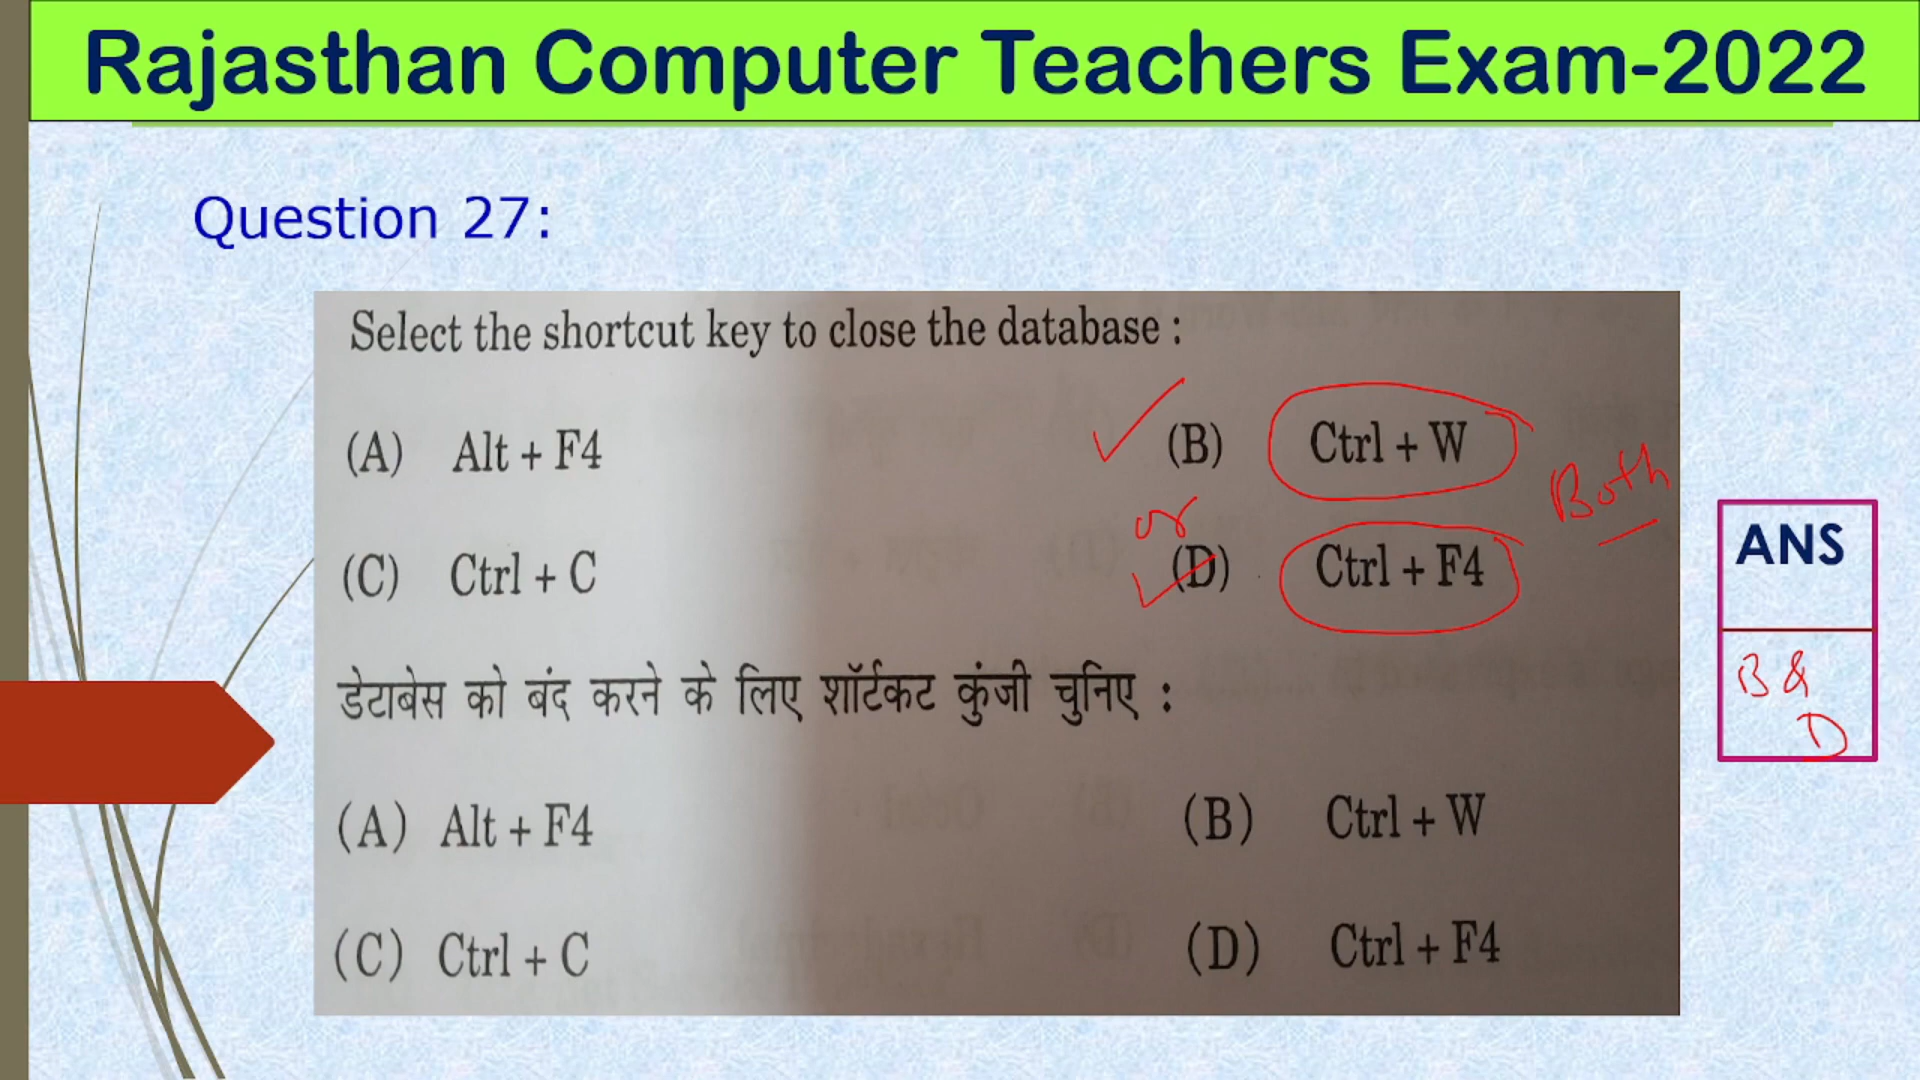 Rajasthan Computer Teachers Exam-2022
Question 27:
Select the shortcut key to close the database :
(A) Alt + F4 (B) Ctrl + W
Both
or
(C) Ctrl + C (D) Ctrl + F4
डेटाबेस को बंद करने के लिए शॉर्टकट कुंजी चुनिए :
(A) Alt + F4 (B) Ctrl + W
(C) Ctrl + C (D) Ctrl + F4
ANS
B &
D